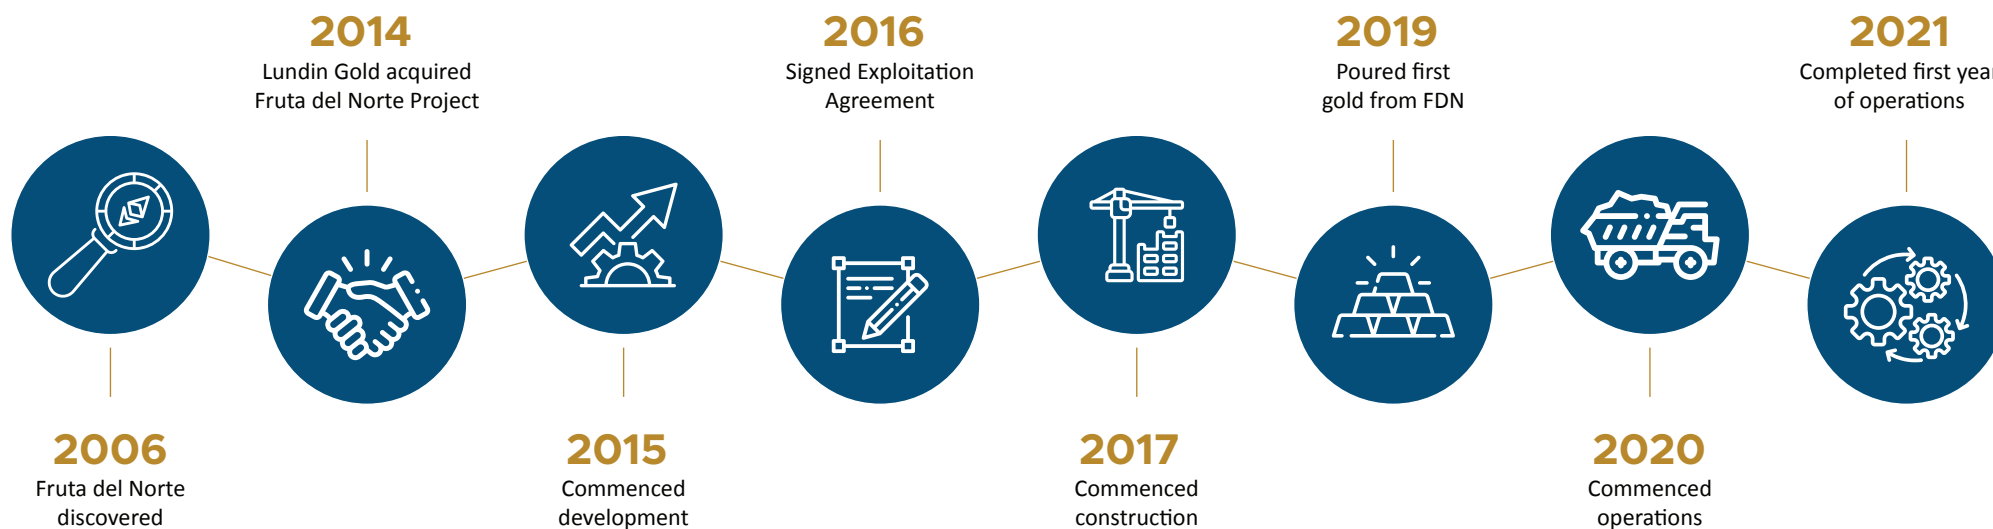 2006
Fruta del Norte
discovered
2014
Lundin Gold acquired
Fruta del Norte Project
2015
Commenced
development
2016
Signed Exploitation
Agreement
2017
Commenced
construction
2019
Poured first
gold from FDN
2020
Commenced
operations
2021
Completed first year
of operations